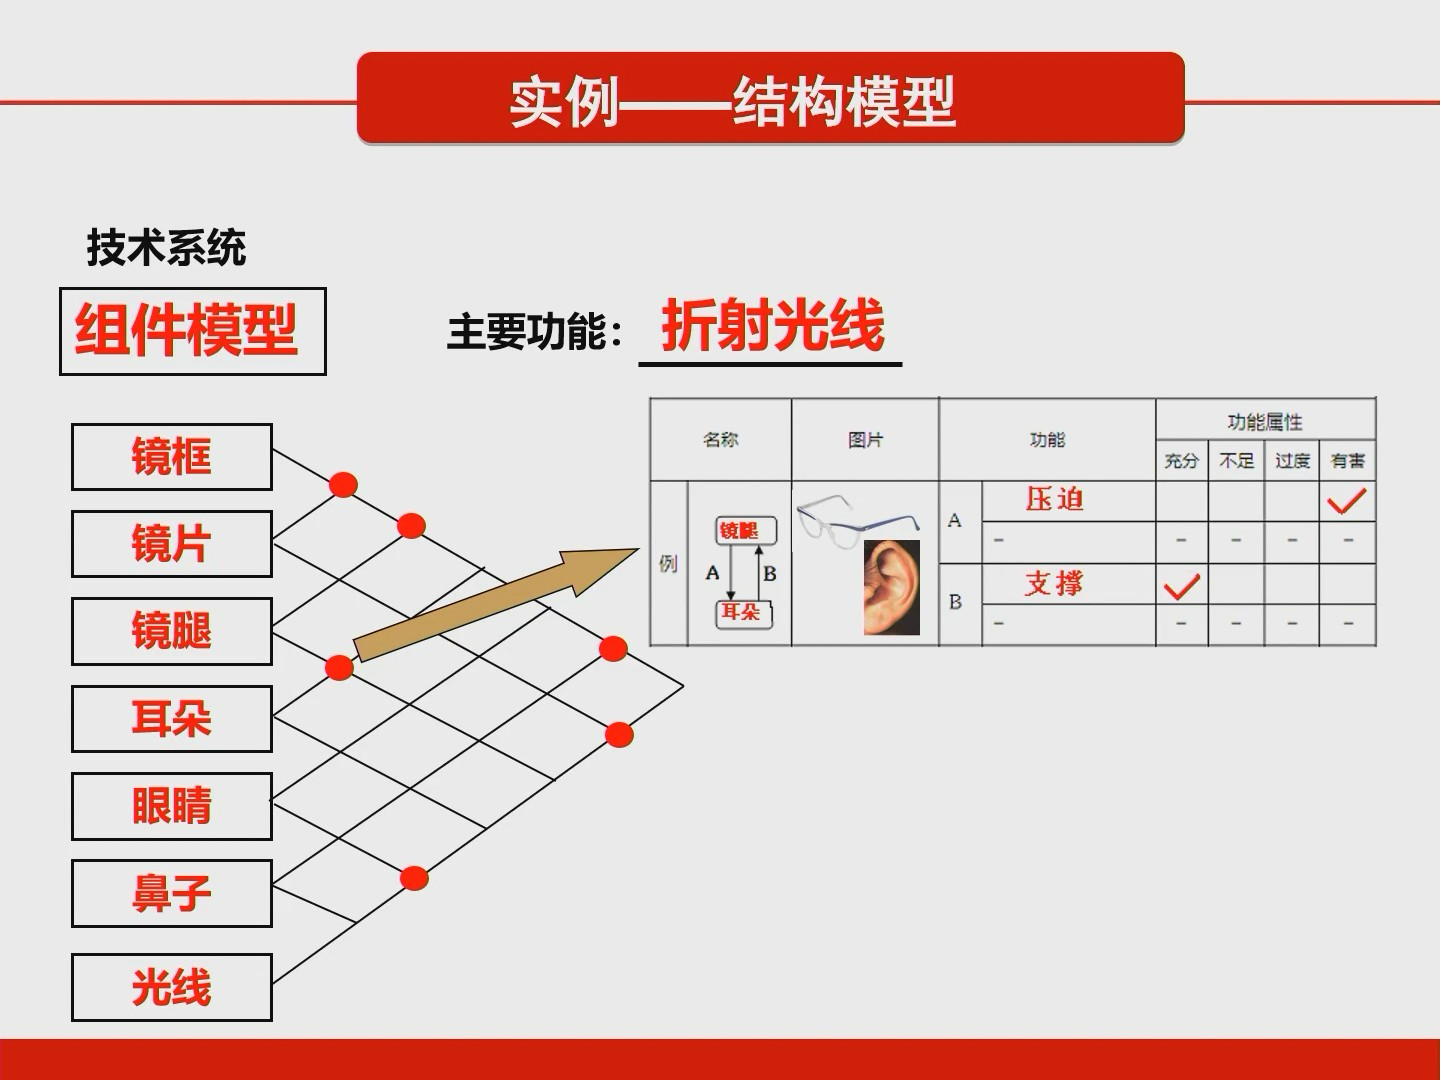 实例——结构模型
技术系统
组件模型
主要功能：折射光线
镜框
镜片
镜腿
耳朵
眼睛
鼻子
光线
名称 图片 功能 功能属性
充分 不足 过度 有害
例
镜腿
A B
耳朵
A 压迫
- - - - -
B 支撑
- - - - -